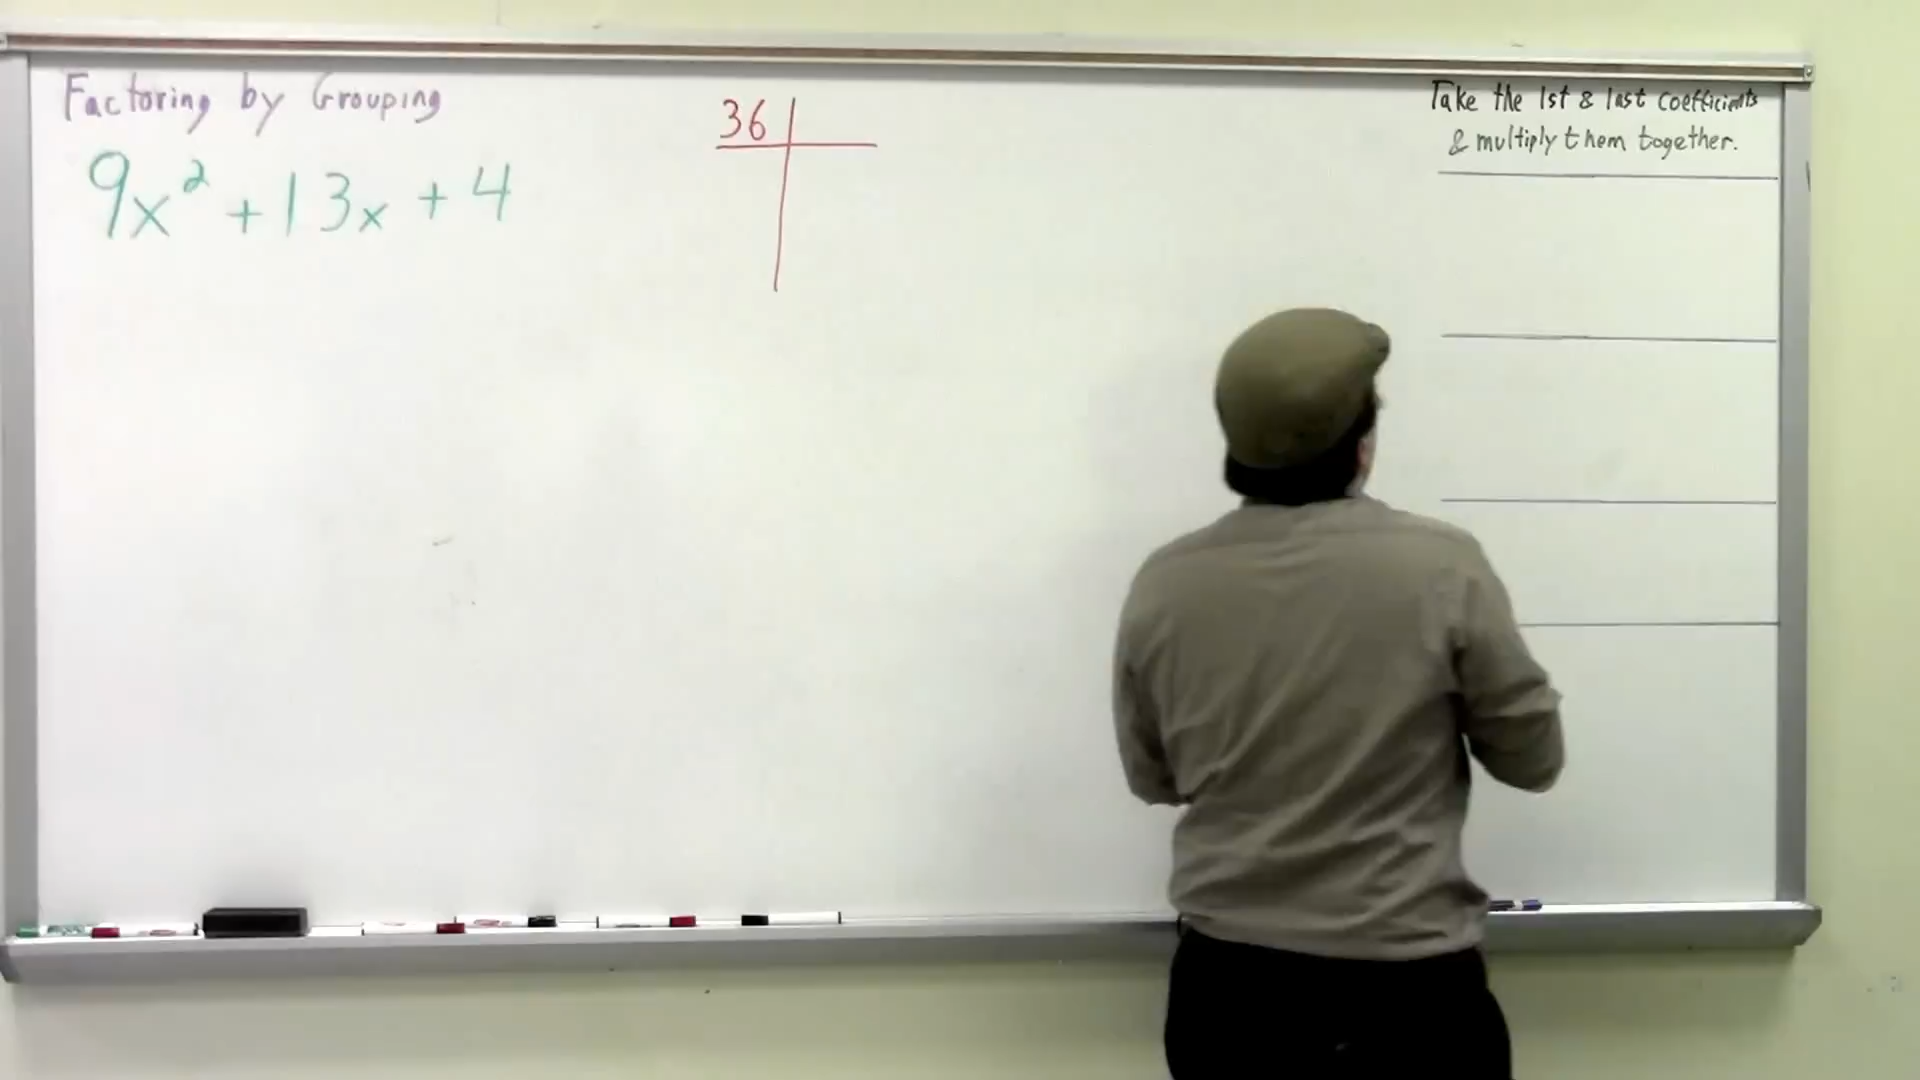 Factoring by Grouping
9x² + 13x + 4
36
Take the 1st & last coefficients
& multiply them together.